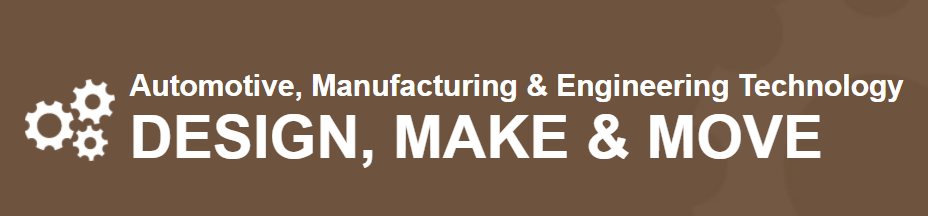 Automotive, Manufacturing & Engineering Technology
DESIGN, MAKE & MOVE